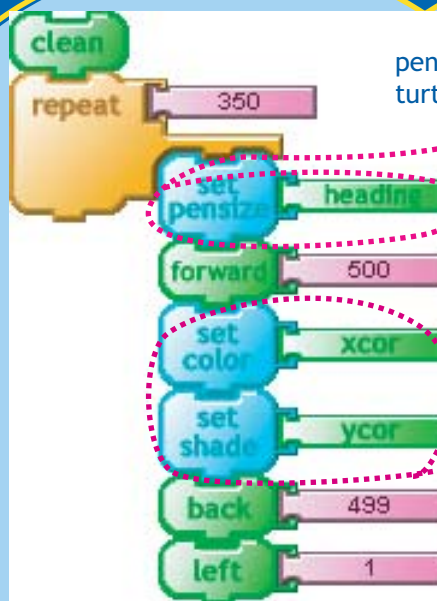 clean
pen
turt
repeat 350
set
pensize heading
forward 500
set
color xcor
set
shade ycor
back 499
left 1